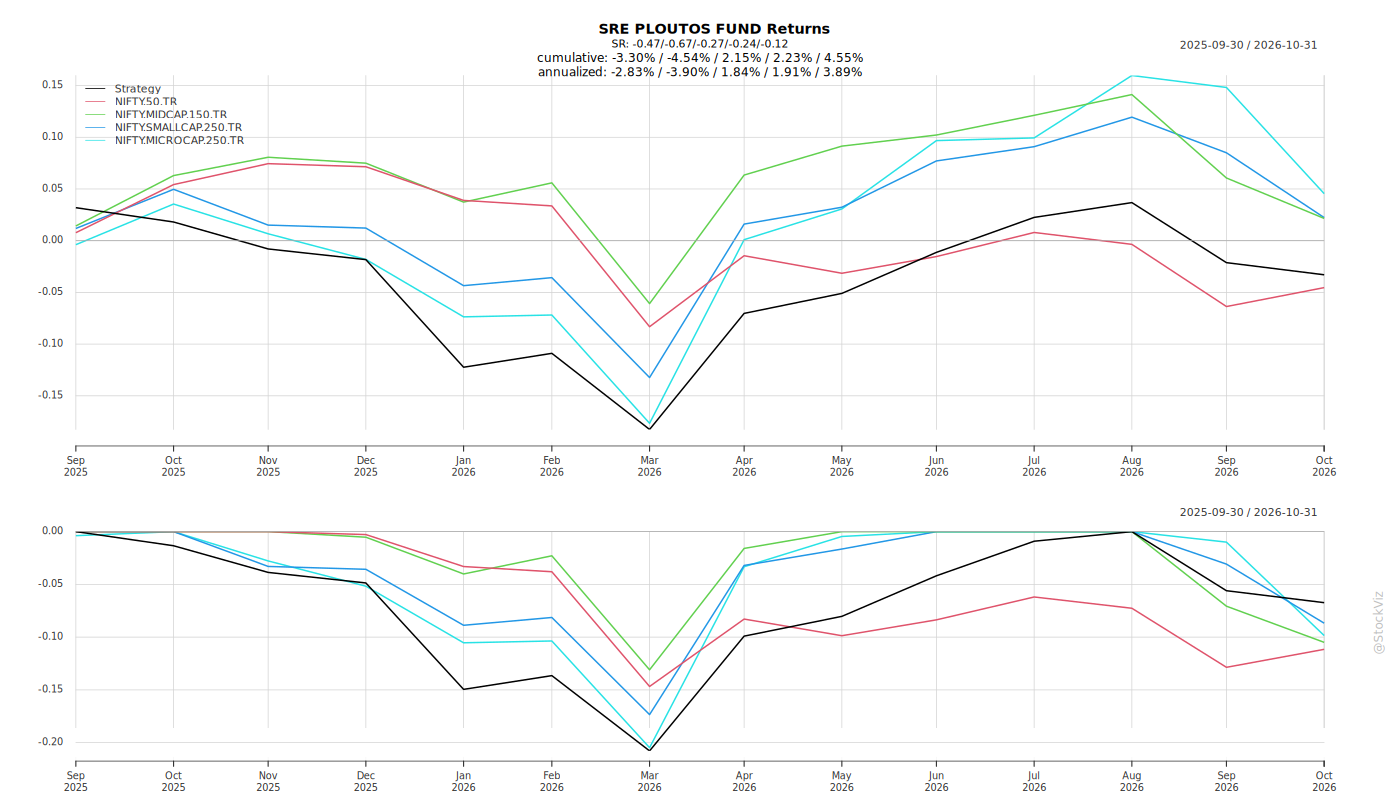 SRE PLOUTOS FUND Returns
SR: -0.47/-0.67/-0.27/-0.24/-0.12
2025-09-30 / 2026-10-31
cumulative: -3.30% / -4.54% / 2.15% / 2.23% / 4.55%
annualized: -2.83% / -3.90% / 1.84% / 1.91% / 3.89%
Strategy
NIFTY.50.TR
NIFTY.MIDCAP.150.TR
NIFTY.SMALLCAP.250.TR
NIFTY.MICROCAP.250.TR
0.15
0.10
0.05
0.00
-0.05
-0.10
-0.15
Sep Oct Nov Dec Jan Feb Mar Apr May Jun Jul Aug Sep Oct
2025 2025 2025 2025 2026 2026 2026 2026 2026 2026 2026 2026 2026 2026
2025-09-30 / 2026-10-31
0.00
-0.05
-0.10
-0.15
-0.20
Sep Oct Nov Dec Jan Feb Mar Apr May Jun Jul Aug Sep Oct
2025 2025 2025 2025 2026 2026 2026 2026 2026 2026 2026 2026 2026 2026
@StockViz